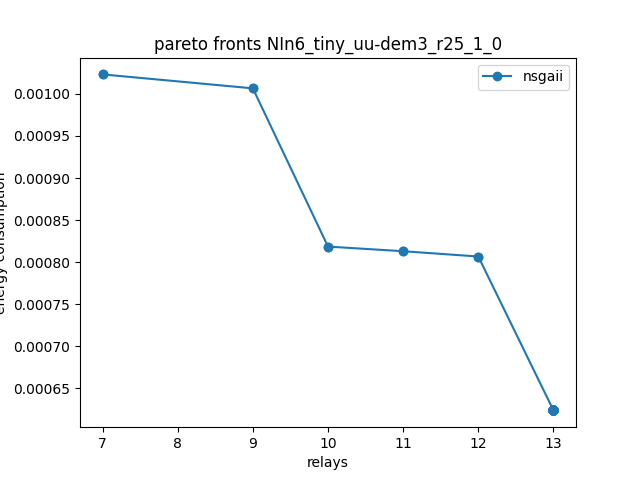 pareto fronts NIn6_tiny_uu-dem3_r25_1_0
nsgaii
0.00100
0.00095
0.00090
0.00085
0.00080
0.00075
0.00070
0.00065
energy consumption
7 8 9 10 11 12 13
relays